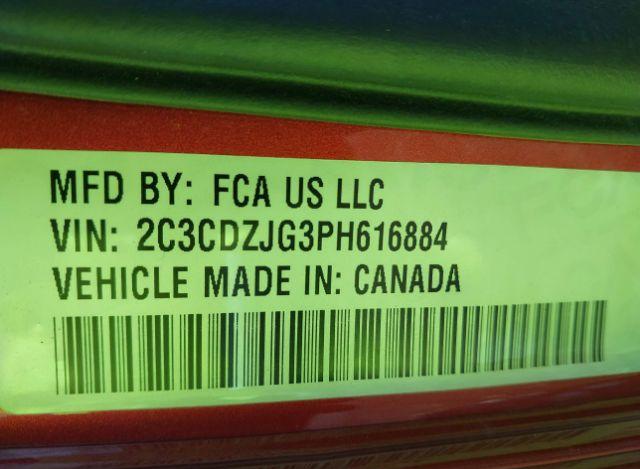 MFD BY: FCA US LLC
VIN: 2C3CDZJG3PH616884
VEHICLE MADE IN: CANADA